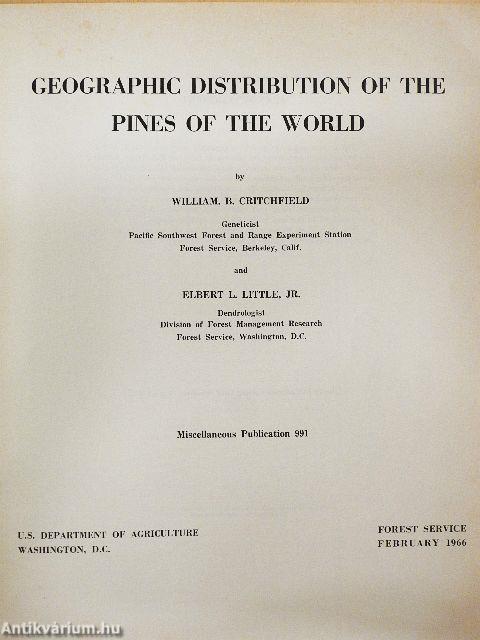 GEOGRAPHIC DISTRIBUTION OF THE
PINES OF THE WORLD
by
WILLIAM. B. CRITCHFIELD
Geneticist
Pacific Southwest Forest and Range Experiment Station
Forest Service, Berkeley, Calif.
and
ELBERT L. LITTLE, JR.
Dendrologist
Division of Forest Management Research
Forest Service, Washington, D.C.
Miscellaneous Publication 991
U.S. DEPARTMENT OF AGRICULTURE
WASHINGTON, D.C.
FOREST SERVICE
FEBRUARY 1966
Antikvárium.hu